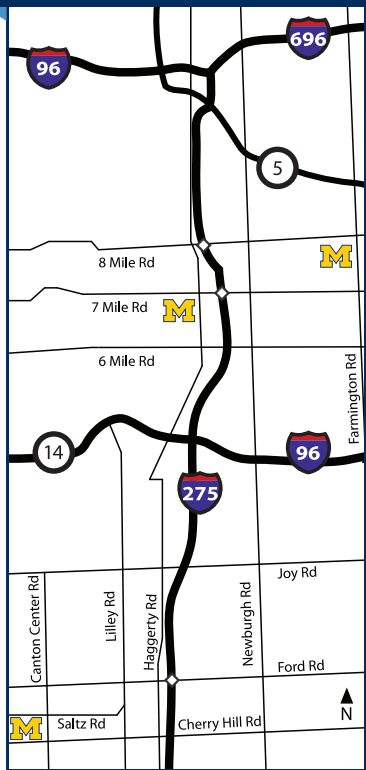 696
96
5
8 Mile Rd
M
7 Mile Rd
M
6 Mile Rd
Farmington Rd
14
96
275
Joy Rd
Canton Center Rd
Lilley Rd
Haggerty Rd
Newburgh Rd
Ford Rd
M
Saltz Rd
Cherry Hill Rd
N